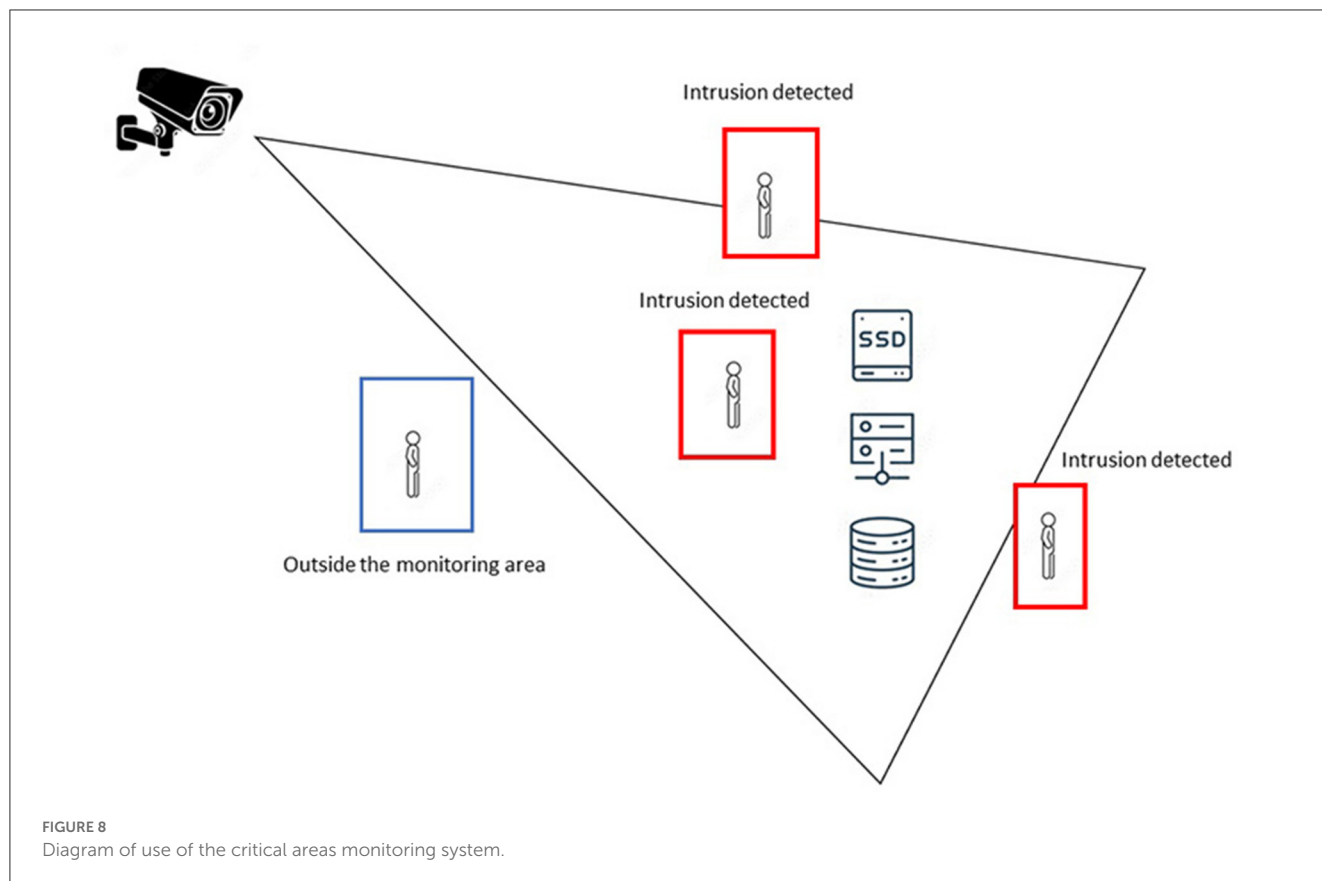 Intrusion detected
Intrusion detected
SSD
Intrusion detected
Outside the monitoring area
FIGURE 8
Diagram of use of the critical areas monitoring system.